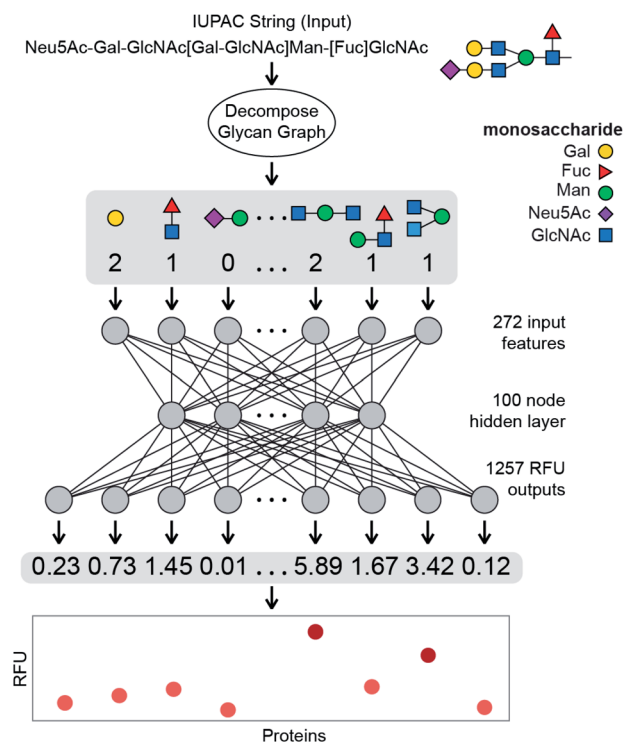 IUPAC String (Input)
Neu5Ac-Gal-GlcNAc[Gal-GlcNAc]Man-[Fuc]GlcNAc
Decompose
Glycan Graph
monosaccharide
Gal
Fuc
Man
Neu5Ac
GlcNAc
2 1 0 ... 2 1 1
272 input
features
100 node
hidden layer
1257 RFU
outputs
0.23 0.73 1.45 0.01 ... 5.89 1.67 3.42 0.12
RFU
Proteins